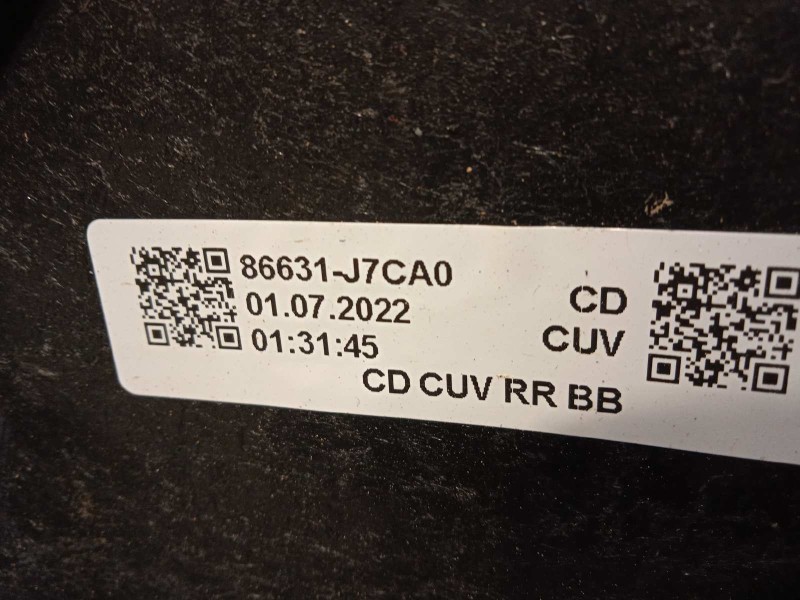 86631-J7CA0
01.07.2022
01:31:45
CD
CUV
CD CUV RR BB